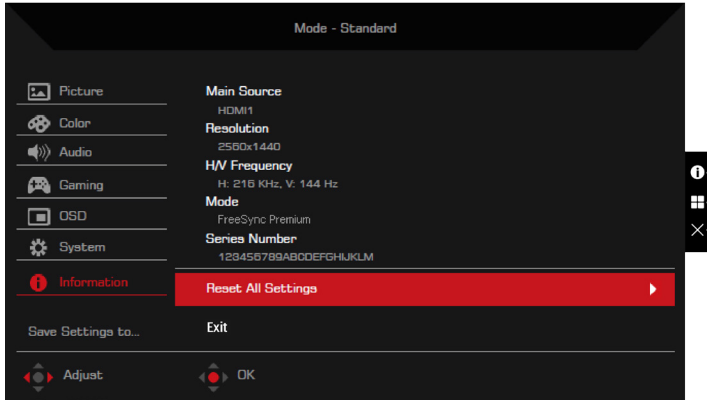 Mode - Standard
Picture
Color
Audio
Gaming
OSD
System
Information
Save Settings to...
Main Source
HDMI1
Resolution
2560x1440
H/V Frequency
H: 216 KHz, V: 144 Hz
Mode
FreeSync Premium
Series Number
123456789ABCDEFGHIJKLM
Reset All Settings
Exit
Adjust
OK